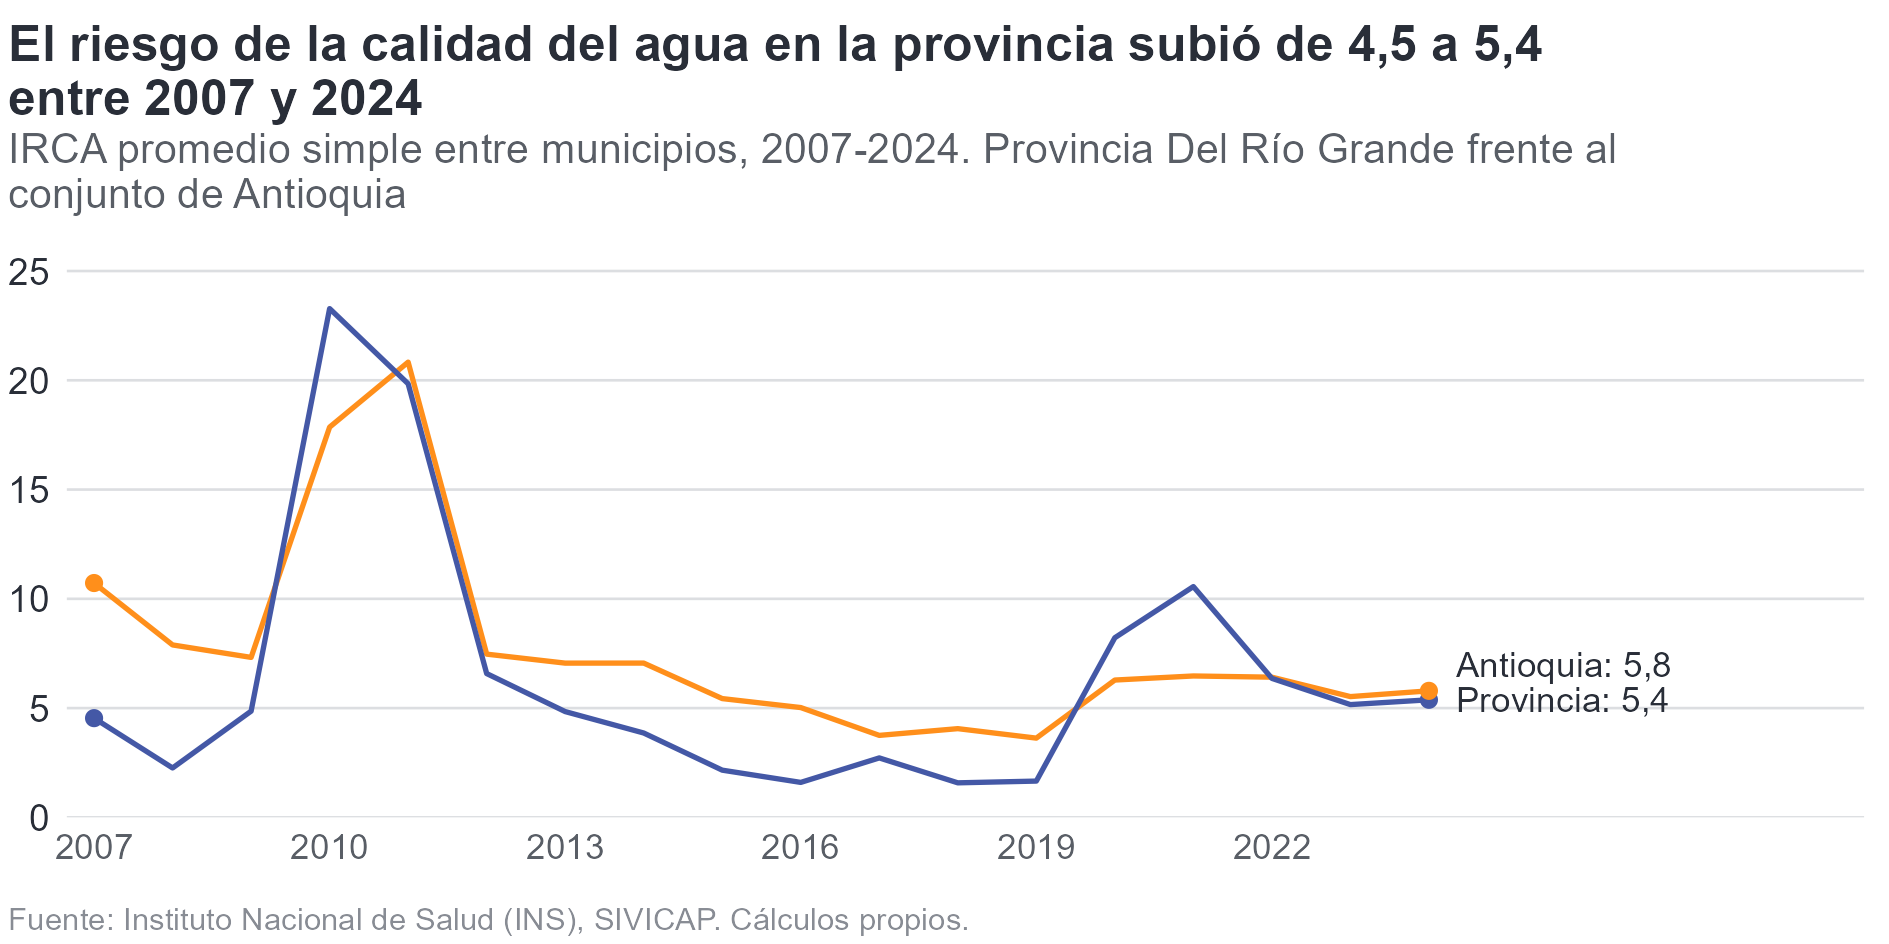 El riesgo de la calidad del agua en la provincia subió de 4,5 a 5,4
entre 2007 y 2024
IRCA promedio simple entre municipios, 2007-2024. Provincia Del Río Grande frente al
conjunto de Antioquia
25
20
15
10
5
0
Antioquia: 5,8
Provincia: 5,4
2007 2010 2013 2016 2019 2022
Fuente: Instituto Nacional de Salud (INS), SIVICAP. Cálculos propios.